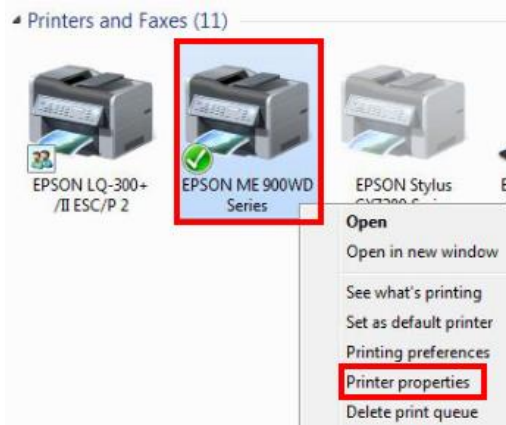 Printers and Faxes (11)
EPSON LQ-300+
/II ESC/P 2
EPSON ME 900WD
Series
EPSON Stylus
Open
Open in new window
See what's printing
Set as default printer
Printing preferences
Printer properties
Delete print queue